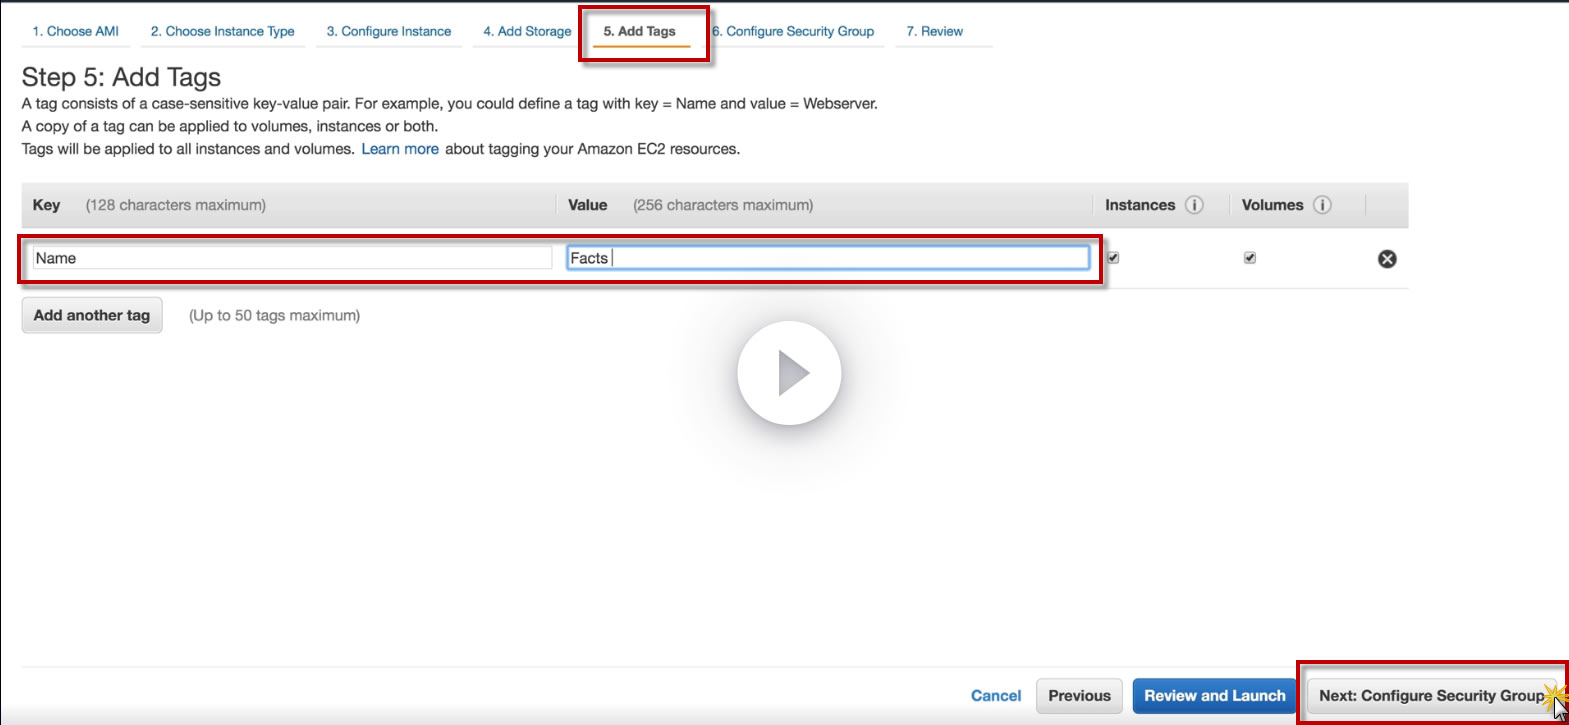 1. Choose AMI 2. Choose Instance Type 3. Configure Instance 4. Add Storage 5. Add Tags 6. Configure Security Group 7. Review
Step 5: Add Tags
A tag consists of a case-sensitive key-value pair. For example, you could define a tag with key = Name and value = Webserver.
A copy of a tag can be applied to volumes, instances or both.
Tags will be applied to all instances and volumes. Learn more about tagging your Amazon EC2 resources.
Key (128 characters maximum) Value (256 characters maximum) Instances i Volumes i
Name Facts
Add another tag (Up to 50 tags maximum)
Cancel Previous Review and Launch Next: Configure Security Group